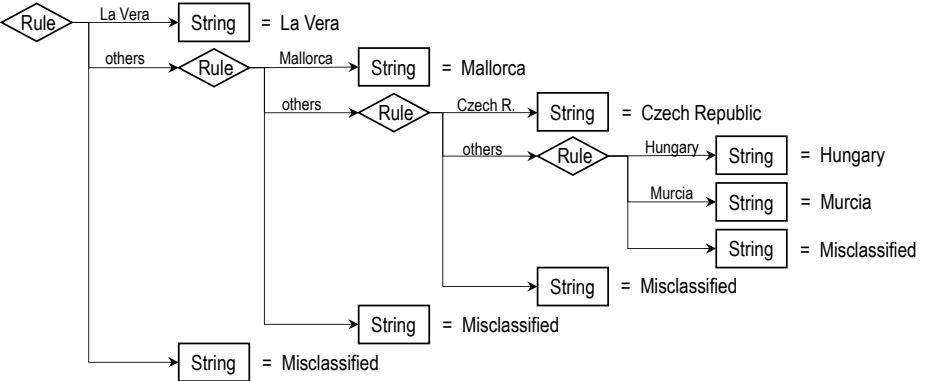 Rule La Vera String = La Vera
others Rule Mallorca String = Mallorca
others Rule Czech R. String = Czech Republic
others Rule Hungary String = Hungary
Murcia String = Murcia
String = Misclassified
String = Misclassified
String = Misclassified
String = Misclassified